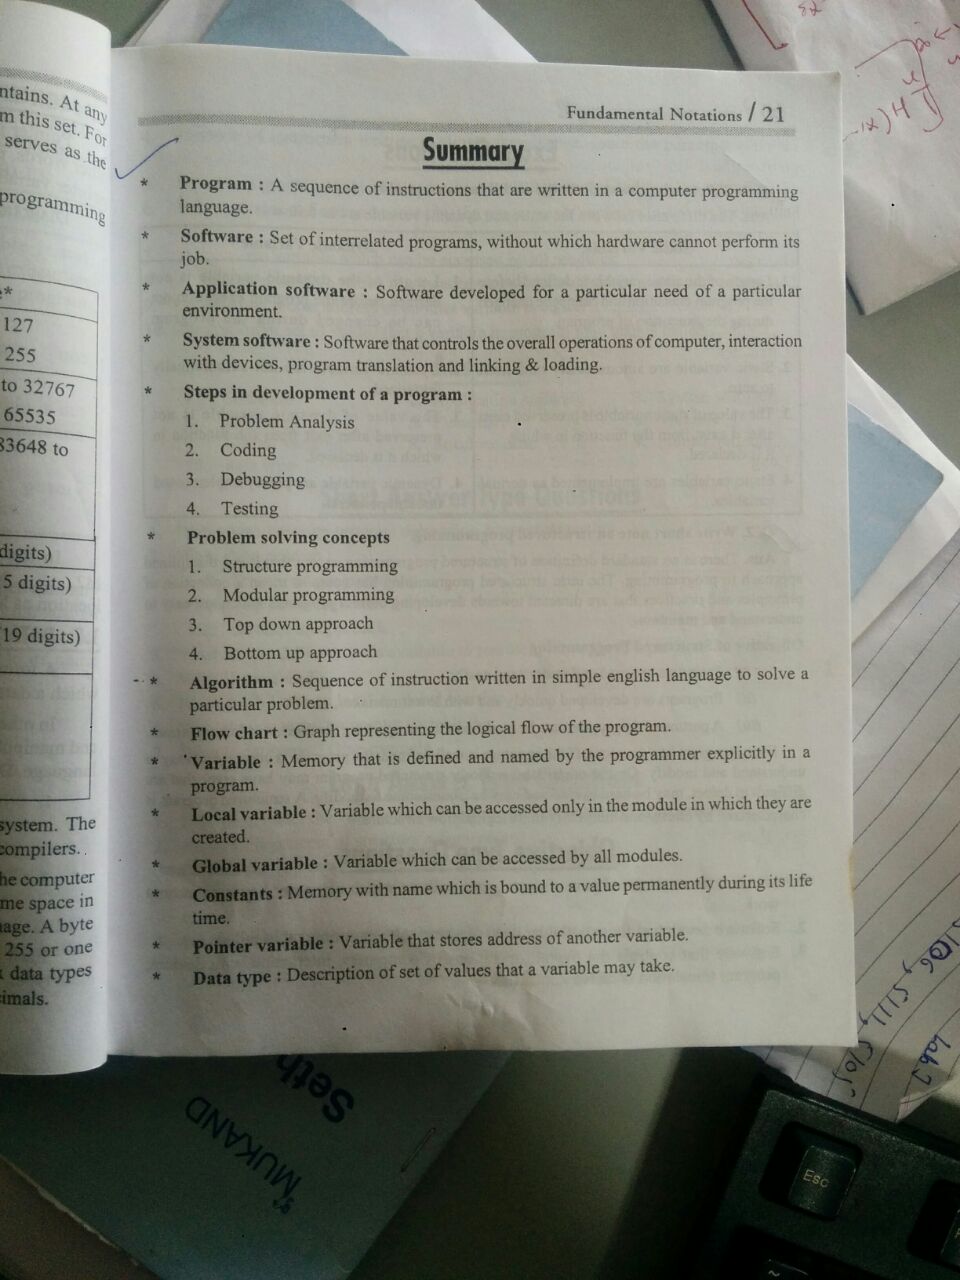 ntains. At any
m this set. For
serves as the
programming
e*
127
255
to 32767
65535
83648 to
digits)
5 digits)
19 digits)
system. The
compilers.
he computer
me space in
age. A byte
255 or one
data types
imals.
Fundamental Notations / 21
Summary
* Program : A sequence of instructions that are written in a computer programming
language.
* Software : Set of interrelated programs, without which hardware cannot perform its
job.
* Application software : Software developed for a particular need of a particular
environment.
* System software : Software that controls the overall operations of computer, interaction
with devices, program translation and linking & loading.
* Steps in development of a program :
1. Problem Analysis
2. Coding
3. Debugging
4. Testing
* Problem solving concepts
1. Structure programming
2. Modular programming
3. Top down approach
4. Bottom up approach
* Algorithm : Sequence of instruction written in simple english language to solve a
particular problem.
* Flow chart : Graph representing the logical flow of the program.
* Variable : Memory that is defined and named by the programmer explicitly in a
program.
* Local variable : Variable which can be accessed only in the module in which they are
created.
* Global variable : Variable which can be accessed by all modules.
* Constants : Memory with name which is bound to a value permanently during its life
time.
* Pointer variable : Variable that stores address of another variable.
* Data type : Description of set of values that a variable may take.
Seth
MUKAND
Esc